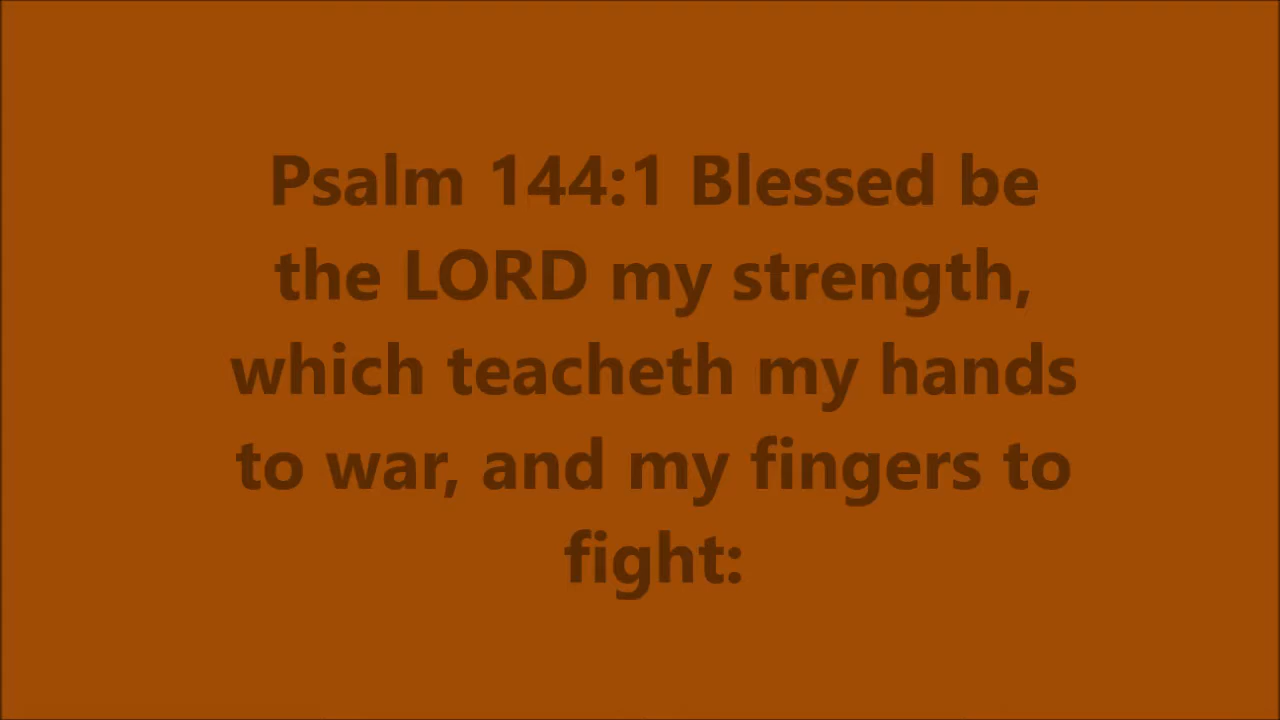 Psalm 144:1 Blessed be
the LORD my strength,
which teacheth my hands
to war, and my fingers to
fight: